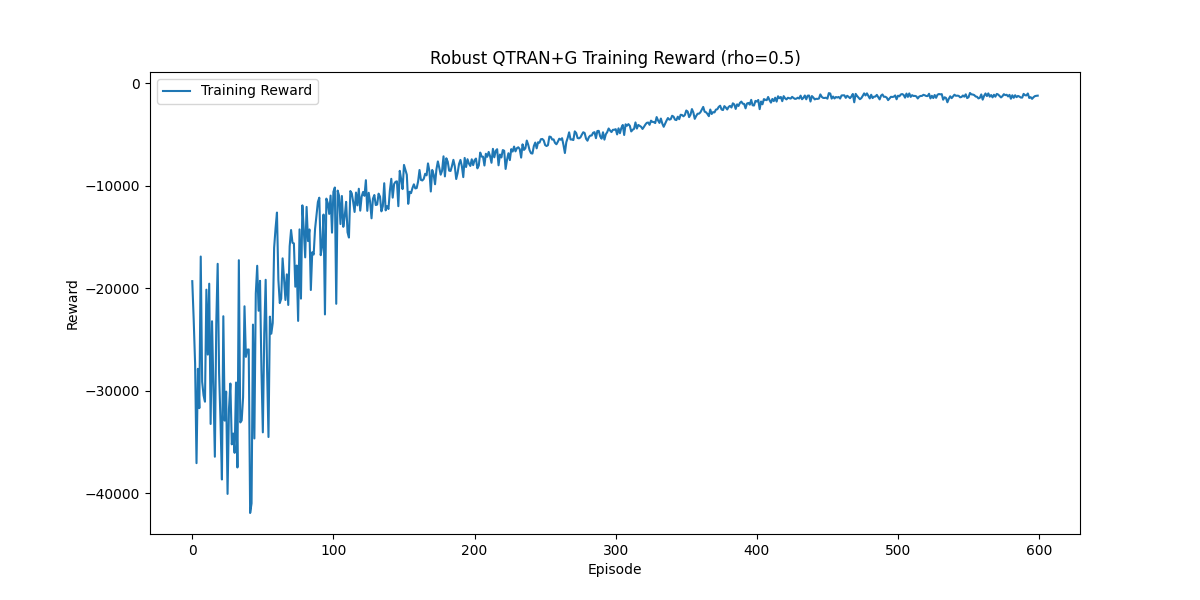 Robust QTRAN+G Training Reward (rho=0.5)
Training Reward
Reward
0
−10000
−20000
−30000
−40000
0 100 200 300 400 500 600
Episode